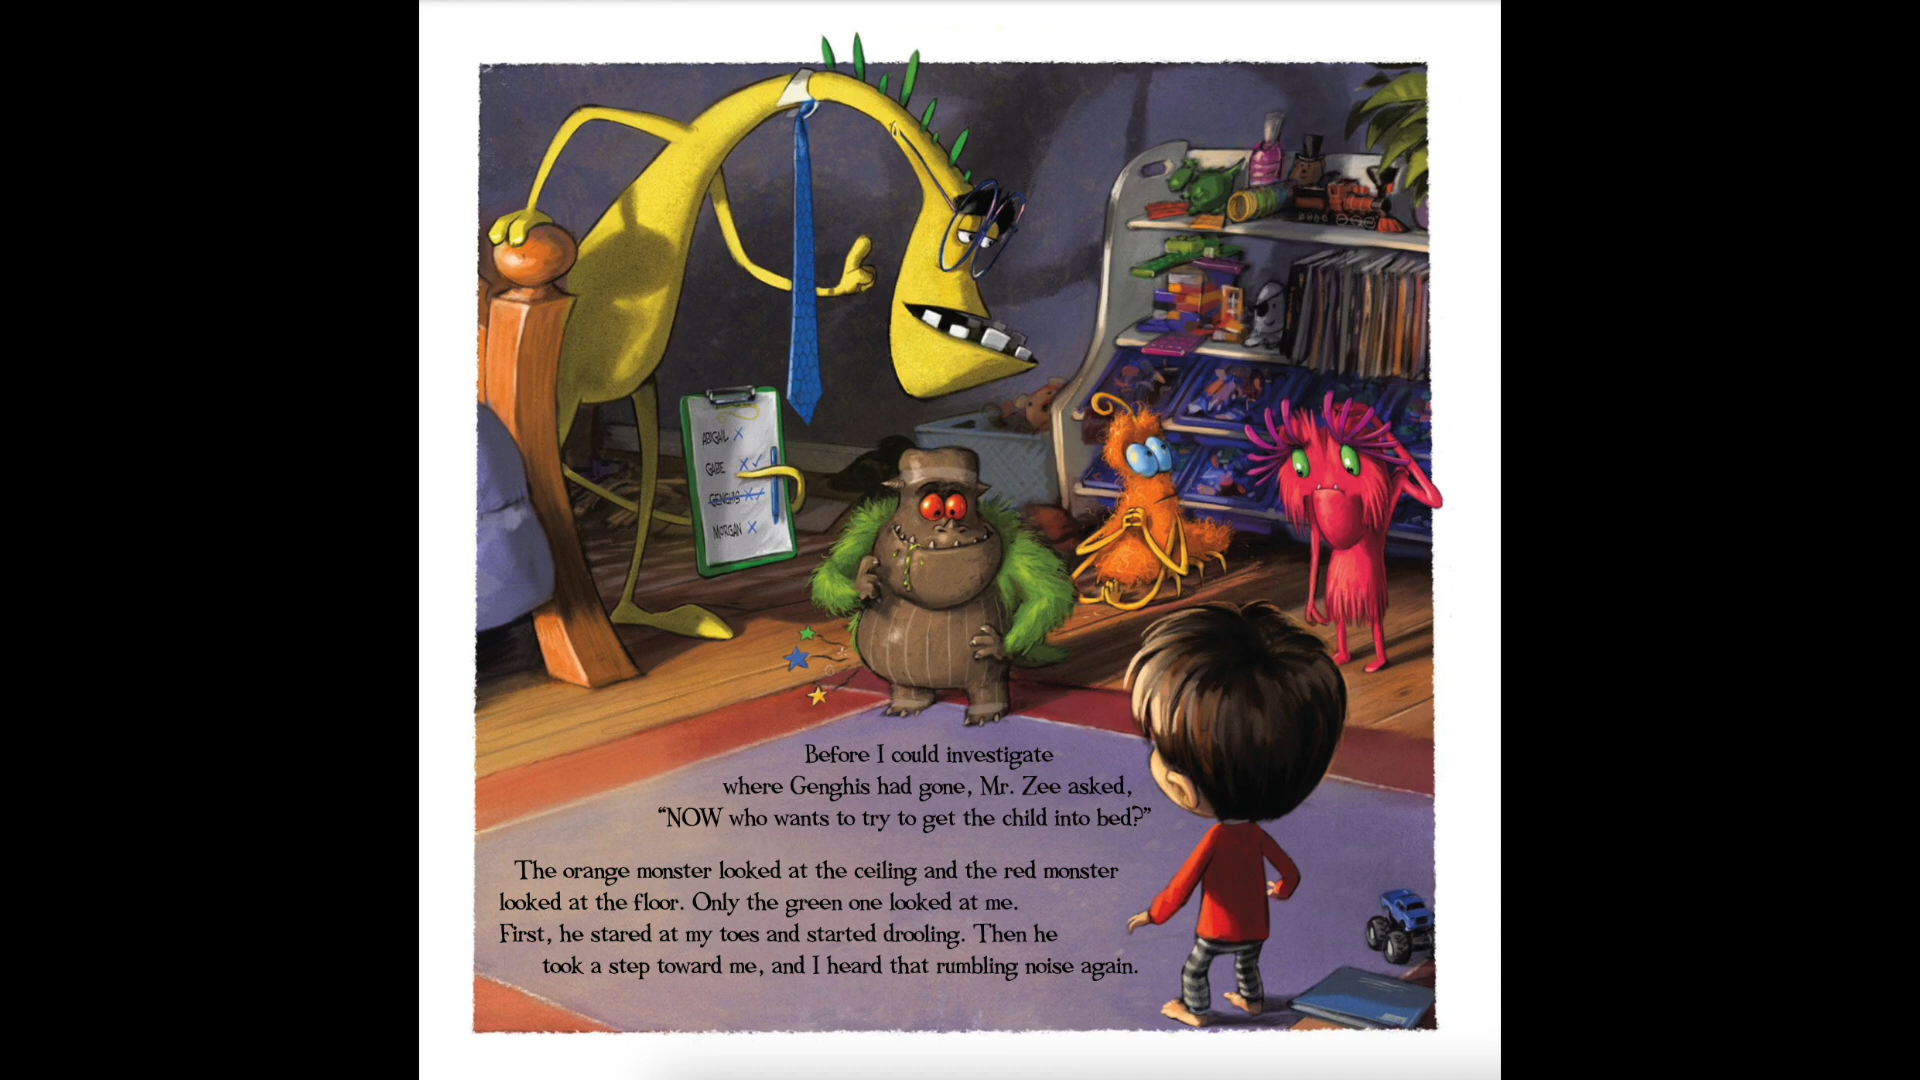 ABIGAIL X
GABE X✓
GENGHIS X✓
MORGAN X
Before I could investigate
where Genghis had gone, Mr. Zee asked,
“NOW who wants to try to get the child into bed?”
The orange monster looked at the ceiling and the red monster
looked at the floor. Only the green one looked at me.
First, he stared at my toes and started drooling. Then he
took a step toward me, and I heard that rumbling noise again.